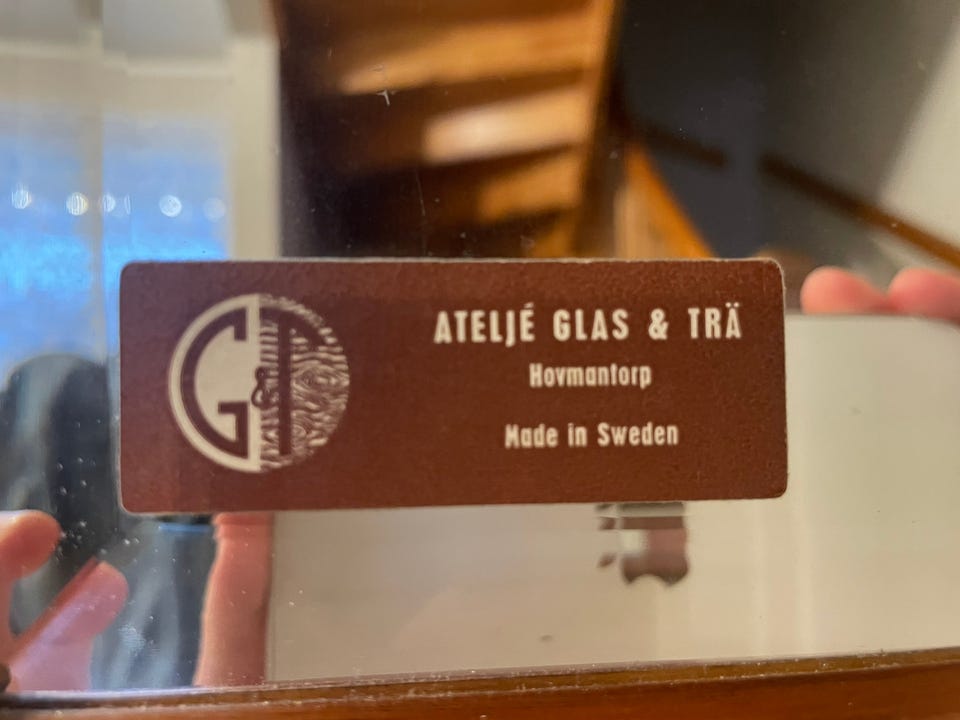 G&T
ATELJÉ GLAS & TRÄ
Hovmantorp
Made in Sweden